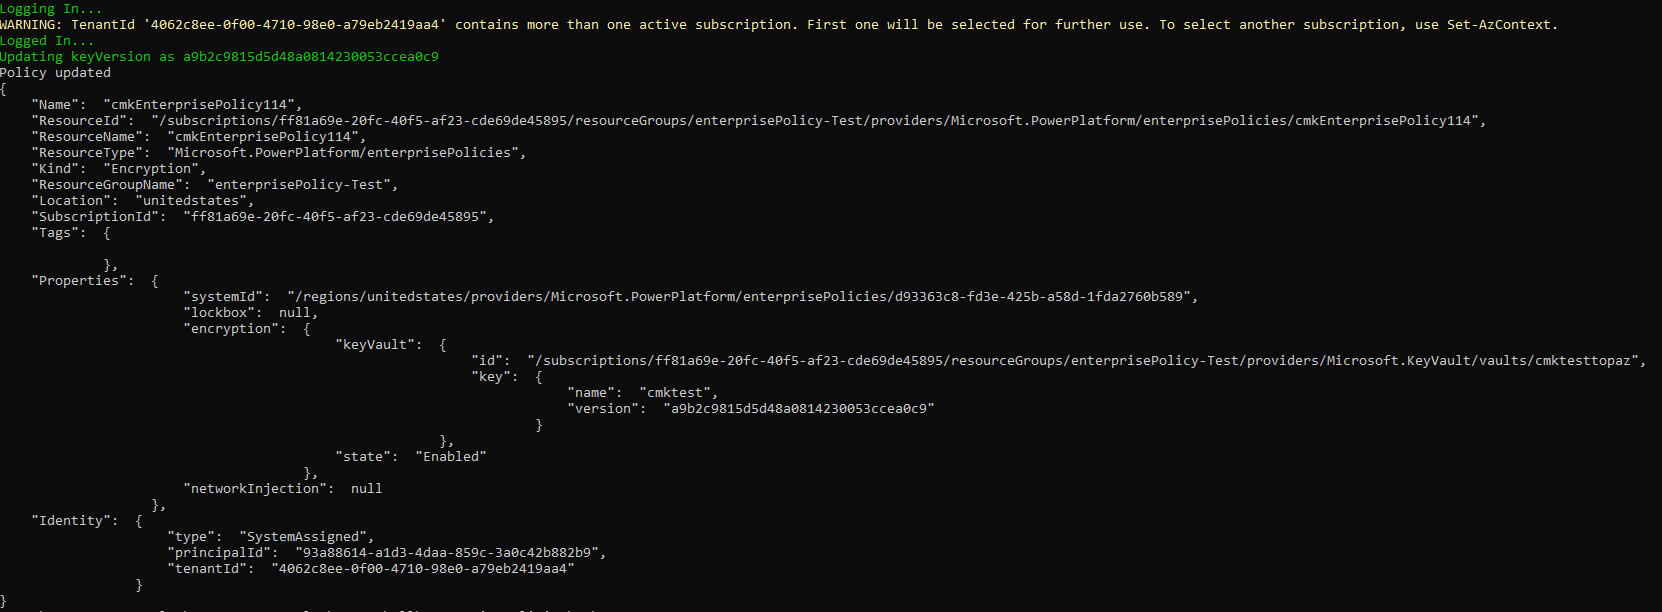 Logging In...
WARNING: TenantId '4062c8ee-0f00-4710-98e0-a79eb2419aa4' contains more than one active subscription. First one will be selected for further use. To select another subscription, use Set-AzContext.
Logged In...
Updating keyVersion as a9b2c9815d5d48a0814230053ccea0c9
Policy updated
{
    "Name":  "cmkEnterprisePolicy114",
    "ResourceId":  "/subscriptions/ff81a69e-20fc-40f5-af23-cde69de45895/resourceGroups/enterprisePolicy-Test/providers/Microsoft.PowerPlatform/enterprisePolicies/cmkEnterprisePolicy114",
    "ResourceName":  "cmkEnterprisePolicy114",
    "ResourceType":  "Microsoft.PowerPlatform/enterprisePolicies",
    "Kind":  "Encryption",
    "ResourceGroupName":  "enterprisePolicy-Test",
    "Location":  "unitedstates",
    "SubscriptionId":  "ff81a69e-20fc-40f5-af23-cde69de45895",
    "Tags":  {
             },
    "Properties":  {
                       "systemId":  "/regions/unitedstates/providers/Microsoft.PowerPlatform/enterprisePolicies/d93363c8-fd3e-425b-a58d-1fda2760b589",
                       "lockbox":  null,
                       "encryption":  {
                                          "keyVault":  {
                                                           "id":  "/subscriptions/ff81a69e-20fc-40f5-af23-cde69de45895/resourceGroups/enterprisePolicy-Test/providers/Microsoft.KeyVault/vaults/cmktesttopaz",
                                                           "key":  {
                                                                       "name":  "cmktest",
                                                                       "version":  "a9b2c9815d5d48a0814230053ccea0c9"
                                                                   }
                                                       },
                                          "state":  "Enabled"
                                      },
                       "networkInjection":  null
                   },
    "Identity":  {
                     "type":  "SystemAssigned",
                     "principalId":  "93a88614-a1d3-4daa-859c-3a0c42b882b9",
                     "tenantId":  "4062c8ee-0f00-4710-98e0-a79eb2419aa4"
                 }
}